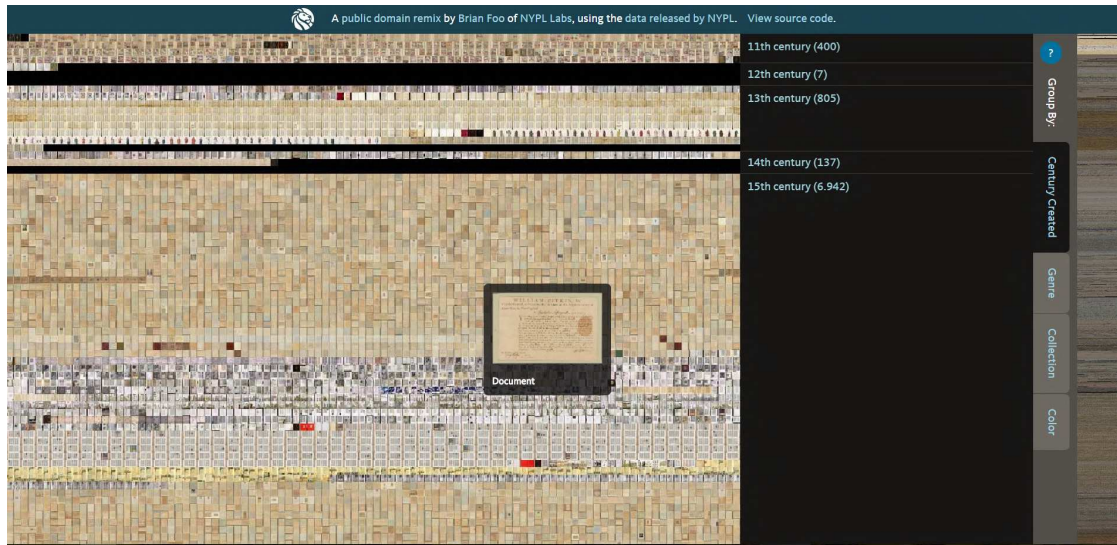 A public domain remix by Brian Foo of NYPL Labs, using the data released by NYPL. View source code.
11th century (400)
12th century (7)
13th century (805)
14th century (137)
15th century (6.942)
Document
?
Group By:
Century Created
Genre
Collection
Color